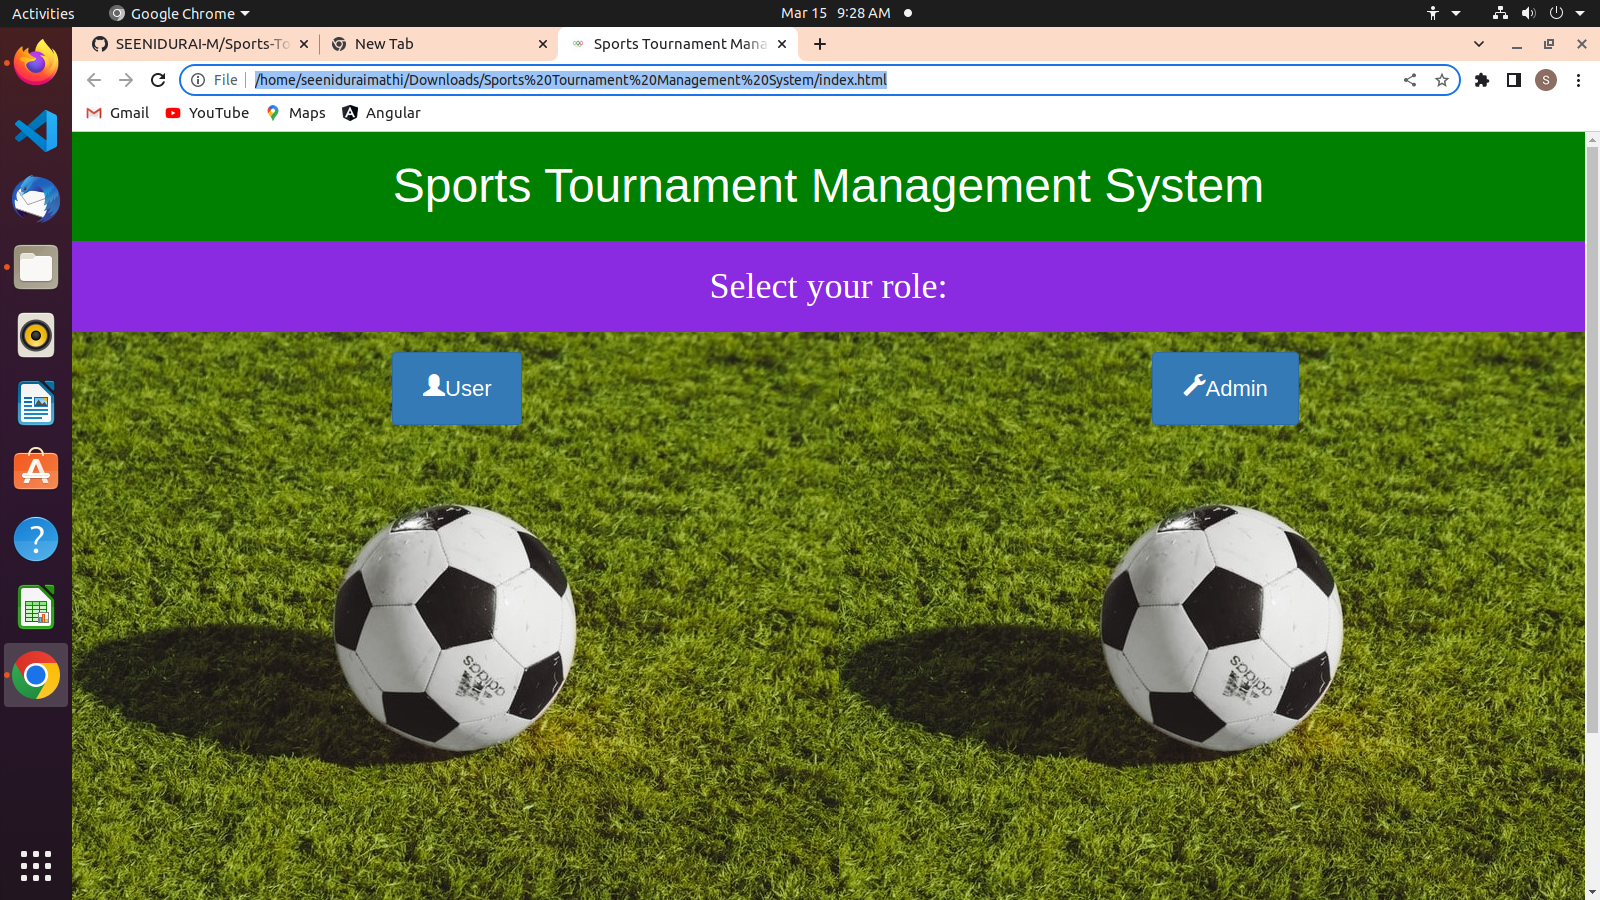 Activities
Google Chrome
Mar 15 9:28 AM
SEENIDURAI-M/Sports-To
New Tab
Sports Tournament Mana
File
/home/seeniduraimathi/Downloads/Sports%20Tournament%20Management%20System/index.html
S
Gmail
YouTube
Maps
Angular
Sports Tournament Management System
Select your role:
User
Admin
adidas
adidas